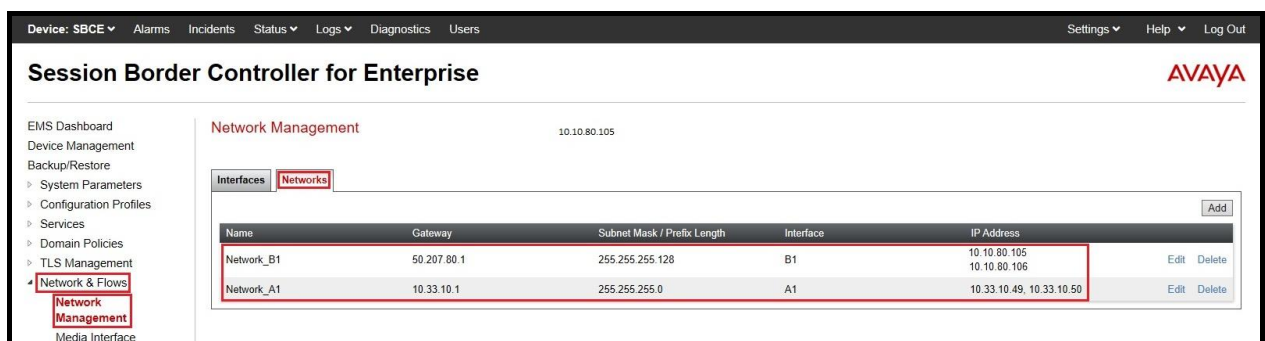 Device: SBCE Alarms Incidents Status Logs Diagnostics Users Settings Help Log Out
Session Border Controller for Enterprise
AVAYA
EMS Dashboard
Device Management
Backup/Restore
System Parameters
Configuration Profiles
Services
Domain Policies
TLS Management
Network & Flows
Network
Management
Media Interface
Network Management
10.10.80.105
Interfaces Networks
Add
Name Gateway Subnet Mask / Prefix Length Interface IP Address
Network_B1 50.207.80.1 255.255.255.128 B1 10.10.80.105
10.10.80.106 Edit Delete
Network_A1 10.33.10.1 255.255.255.0 A1 10.33.10.49, 10.33.10.50 Edit Delete